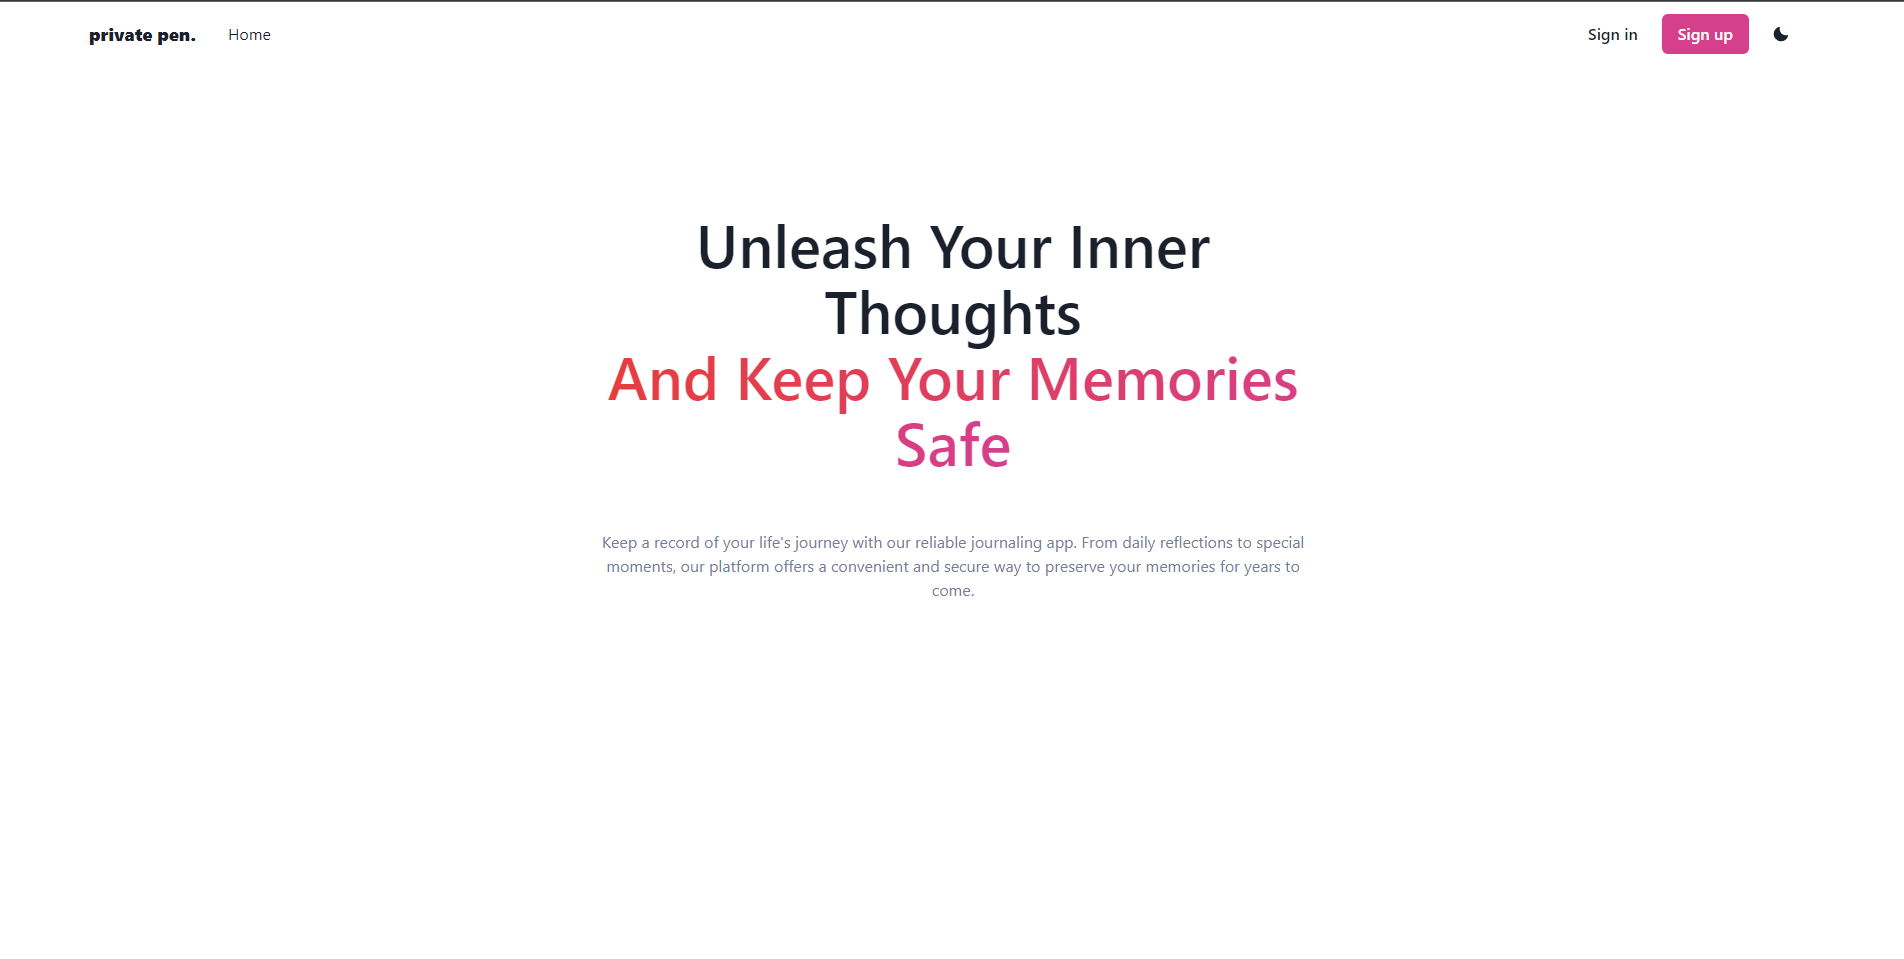 private pen.
Home
Sign in
Sign up
Unleash Your Inner
Thoughts
And Keep Your Memories
Safe
Keep a record of your life's journey with our reliable journaling app. From daily reflections to special
moments, our platform offers a convenient and secure way to preserve your memories for years to
come.